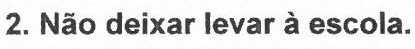 2. Não deixar levar à escola.